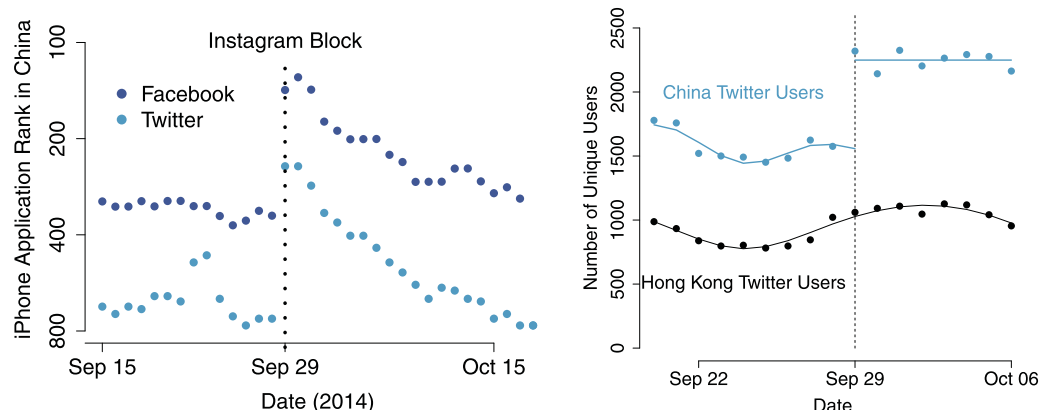 Instagram Block
iPhone Application Rank in China
100
200
400
800
Facebook
Twitter
Sep 15
Sep 29
Oct 15
Date (2014)
Number of Unique Users
2500
2000
1500
1000
500
0
China Twitter Users
Hong Kong Twitter Users
Sep 22
Sep 29
Oct 06
Date